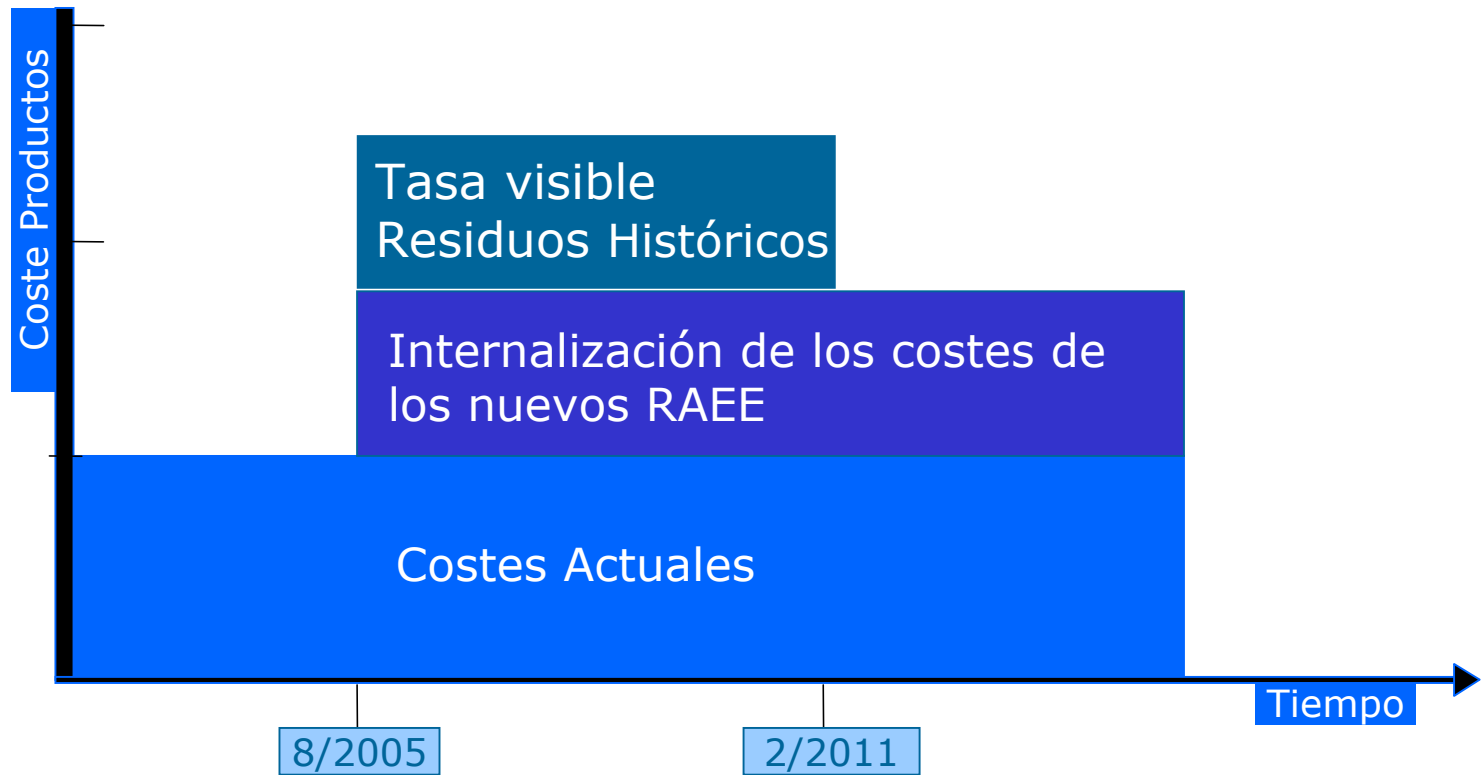 Coste Productos
Tasa visible
Residuos Históricos
Internalización de los costes de
los nuevos RAEE
Costes Actuales
Tiempo
8/2005
2/2011